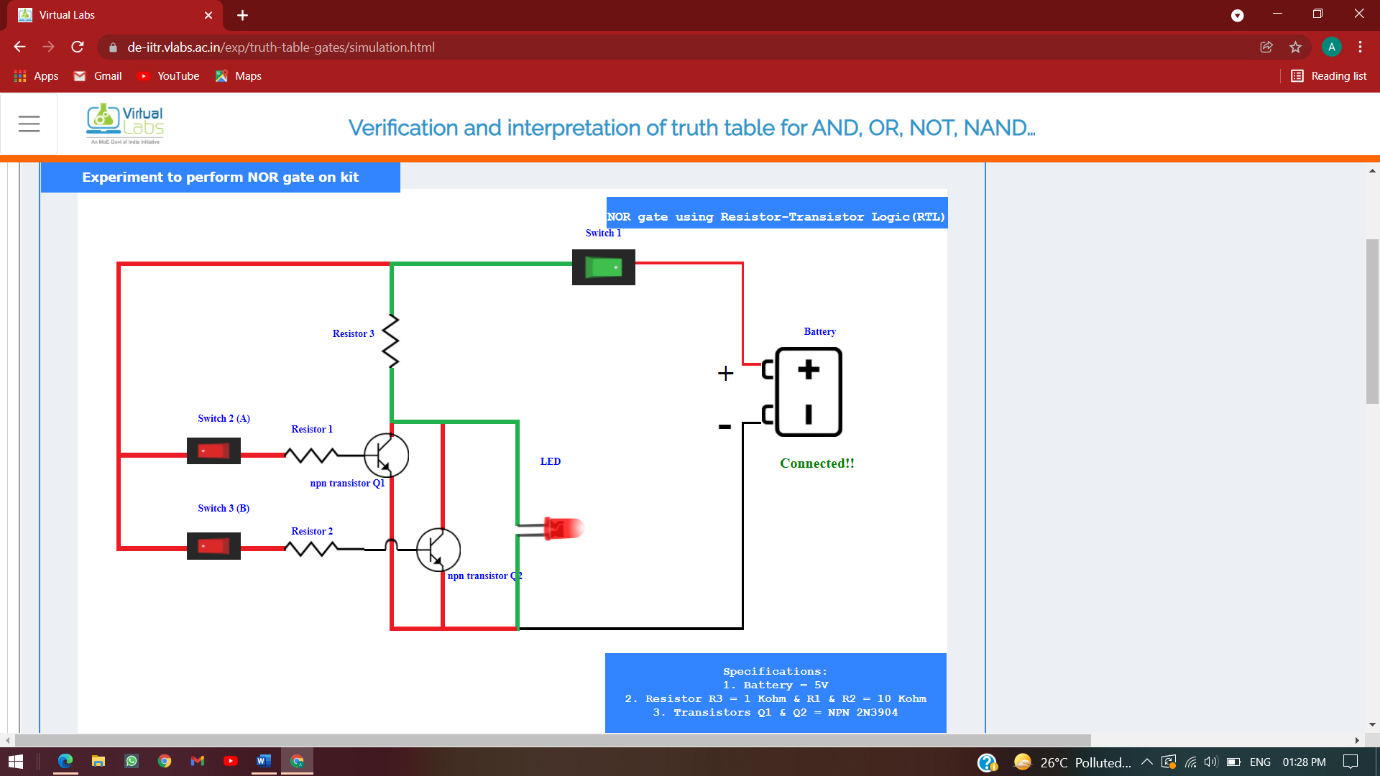 Virtual Labs
de-iitr.vlabs.ac.in/exp/truth-table-gates/simulation.html
A
Apps Gmail YouTube Maps Reading list
Virtual
Labs
An MoE Govt of India Initiative
Verification and interpretation of truth table for AND, OR, NOT, NAND...
Experiment to perform NOR gate on kit
NOR gate using Resistor-Transistor Logic(RTL)
Switch 1
Resistor 3
Battery
+
+
-
Switch 2 (A)
Resistor 1
LED
Connected!!
npn transistor Q1
Switch 3 (B)
Resistor 2
npn transistor Q2
Specifications:
1. Battery - 5V
2. Resistor R3 - 1 Kohm & R1 & R2 - 10 Kohm
3. Transistors Q1 & Q2 = NPN 2N3904
26°C Polluted... ENG 01:28 PM